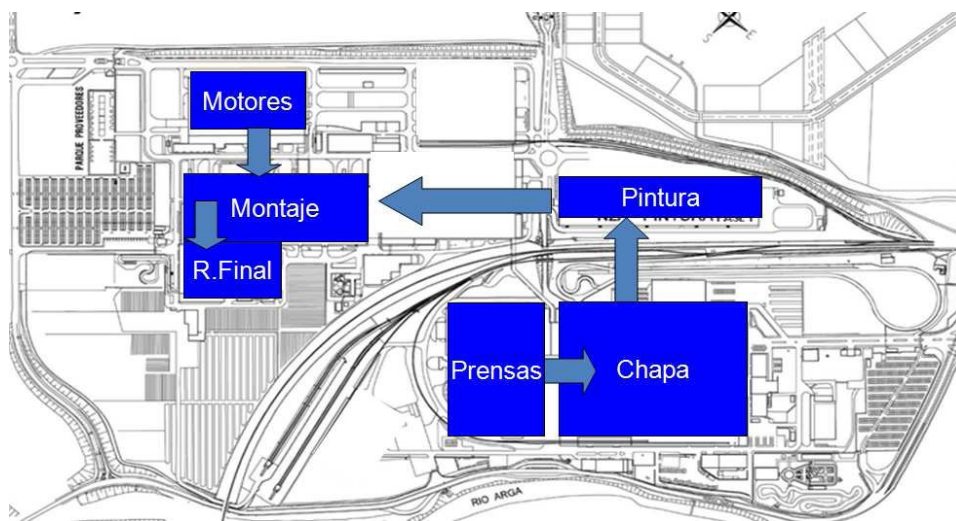 S
E
PARQUE PROVEEDORES
Motores
Montaje
Pintura
R.Final
Prensas
Chapa
RIO ARGA